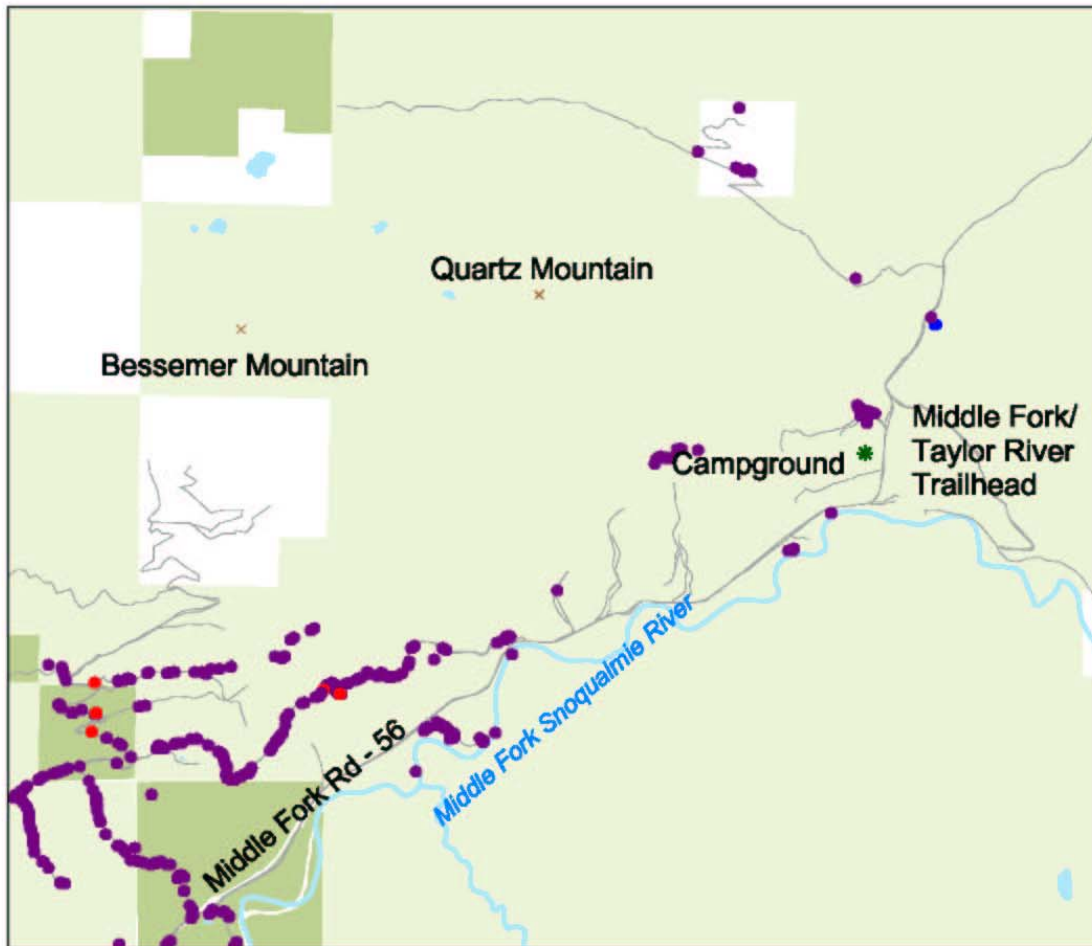 Quartz Mountain
Bessemer Mountain
Middle Fork/
Taylor River
Trailhead
Campground
Middle Fork Snoqualmie River
Middle Fork Rd - 56